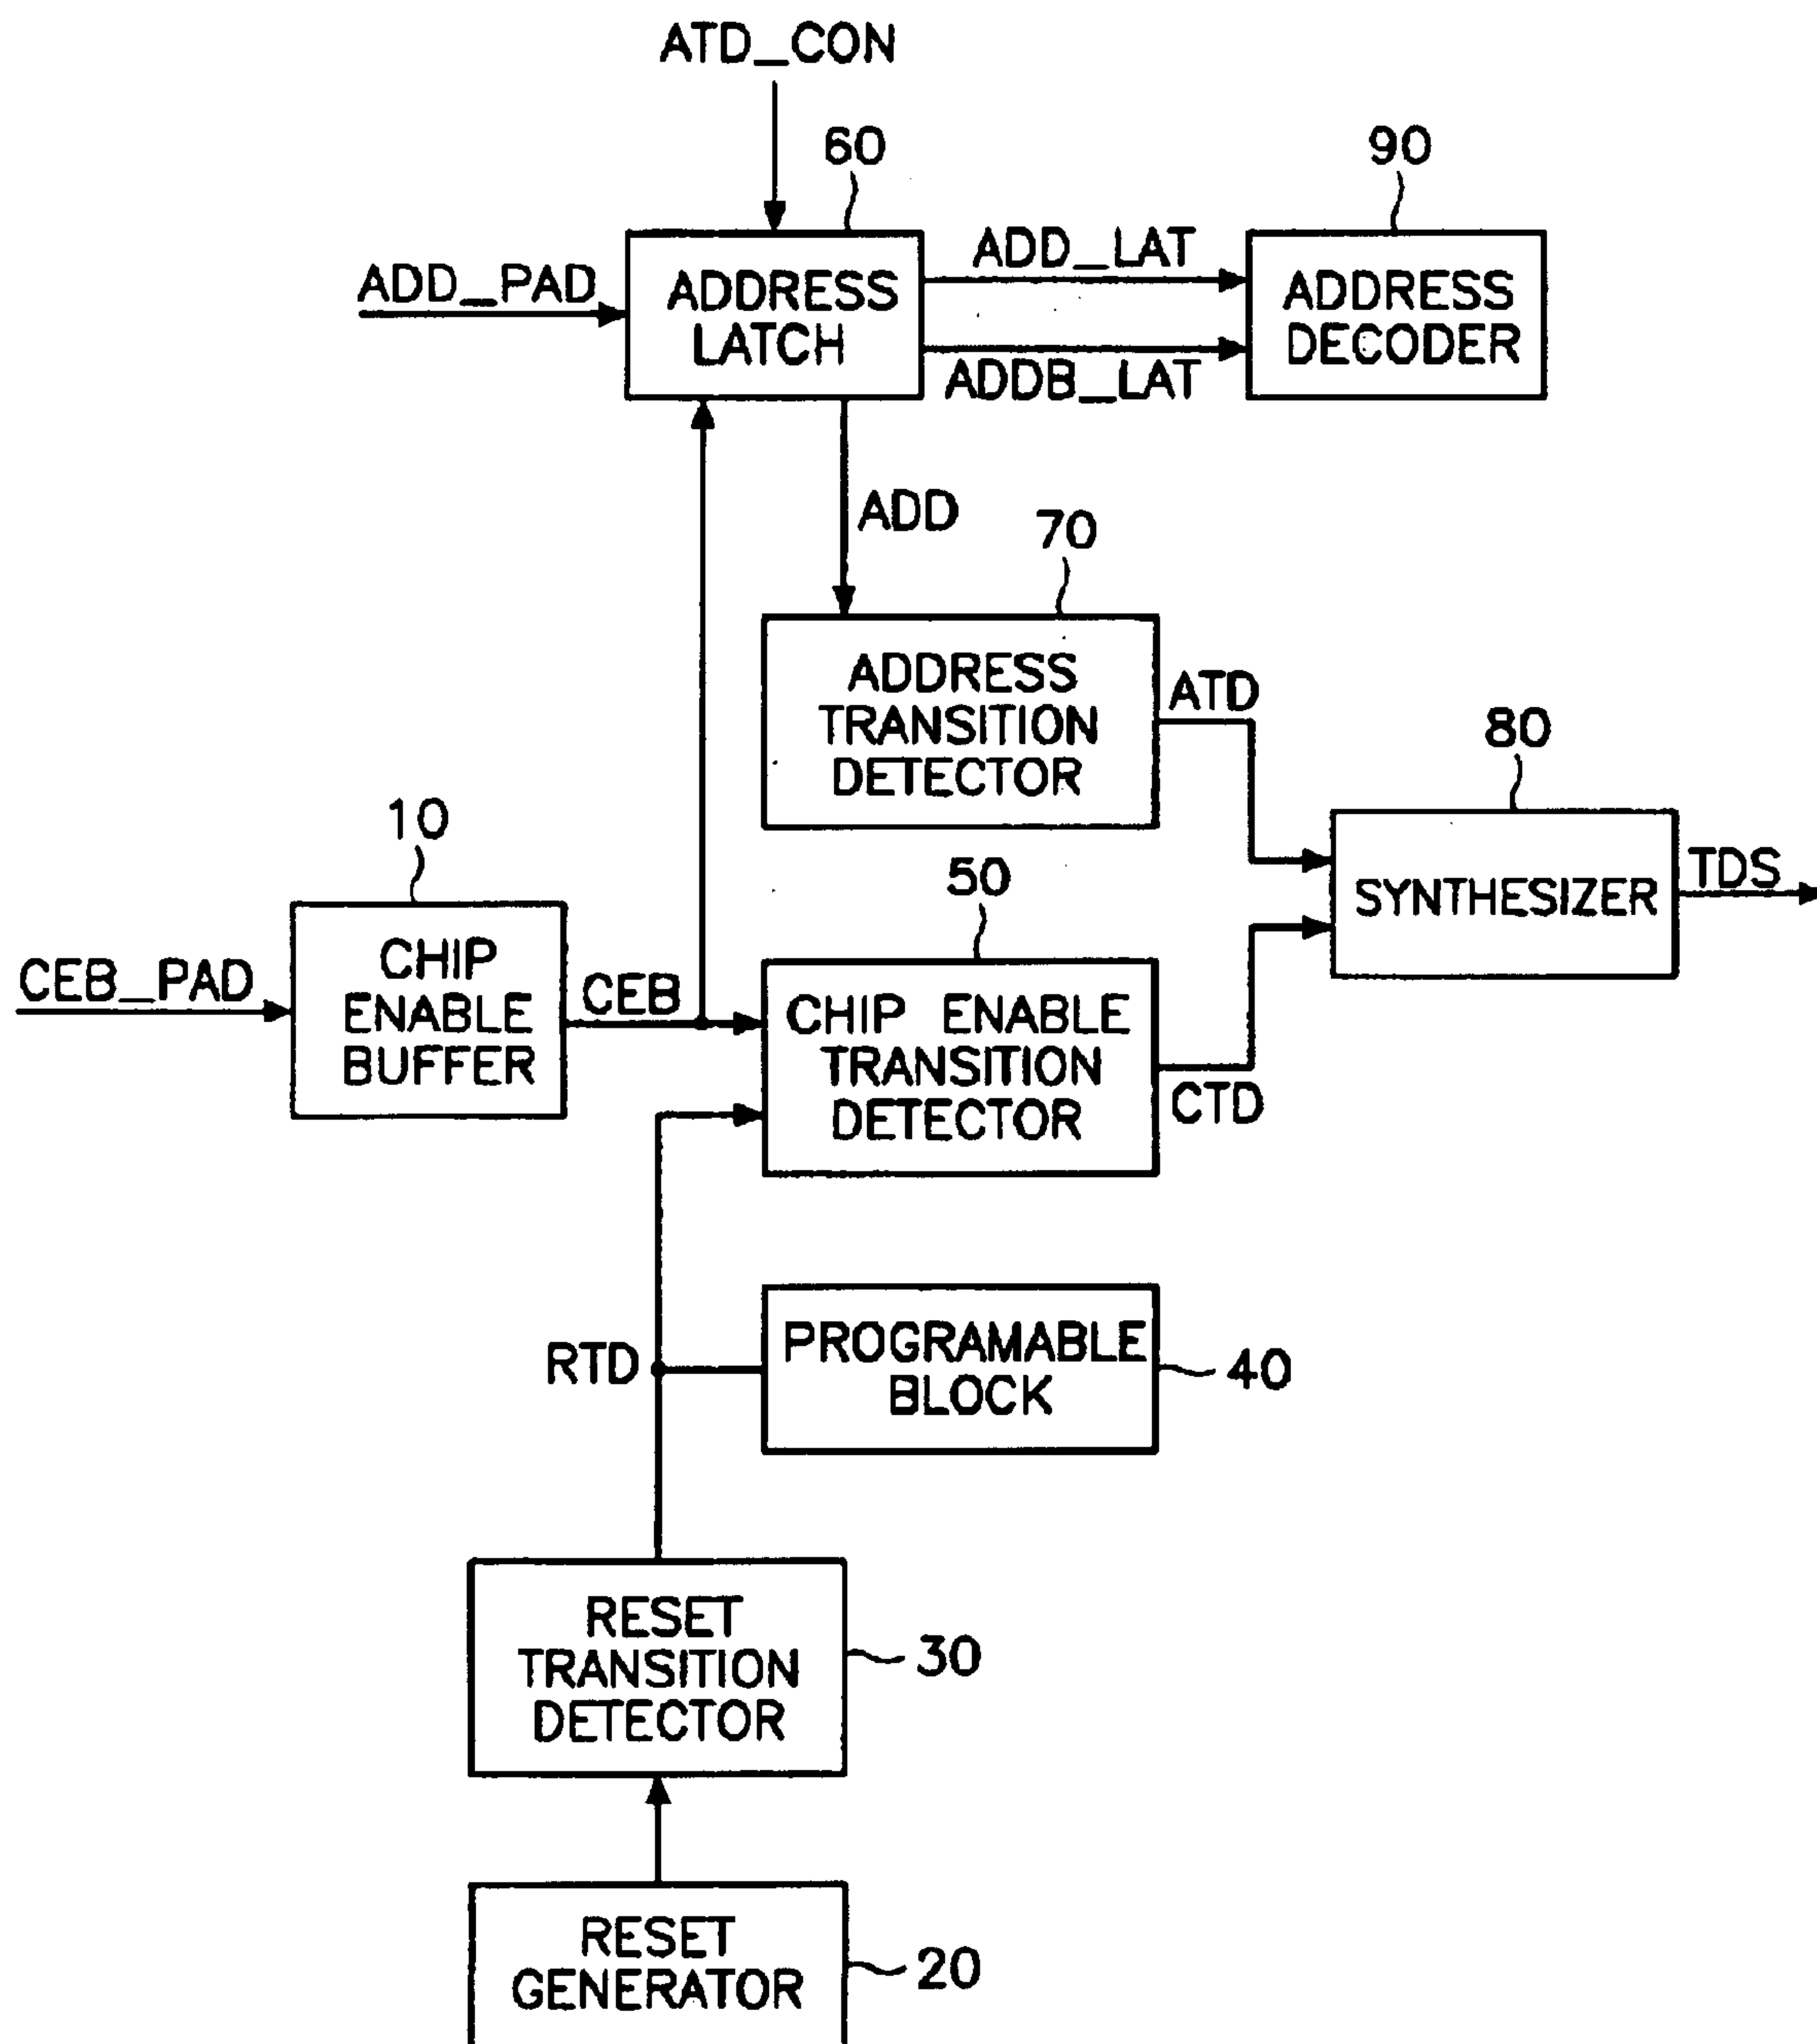 ATD_CON
60
90
ADD_PAD
ADDRESS
LATCH
ADD_LAT
ADDB_LAT
ADDRESS
DECODER
ADD
70
ADDRESS
TRANSITION
DETECTOR
ATD
80
SYNTHESIZER
TDS
10
CEB_PAD
CHIP
ENABLE
BUFFER
CEB
50
CHIP ENABLE
TRANSITION
DETECTOR
CTD
RTD
PROGRAMABLE
BLOCK
40
RESET
TRANSITION
DETECTOR
30
RESET
GENERATOR
20